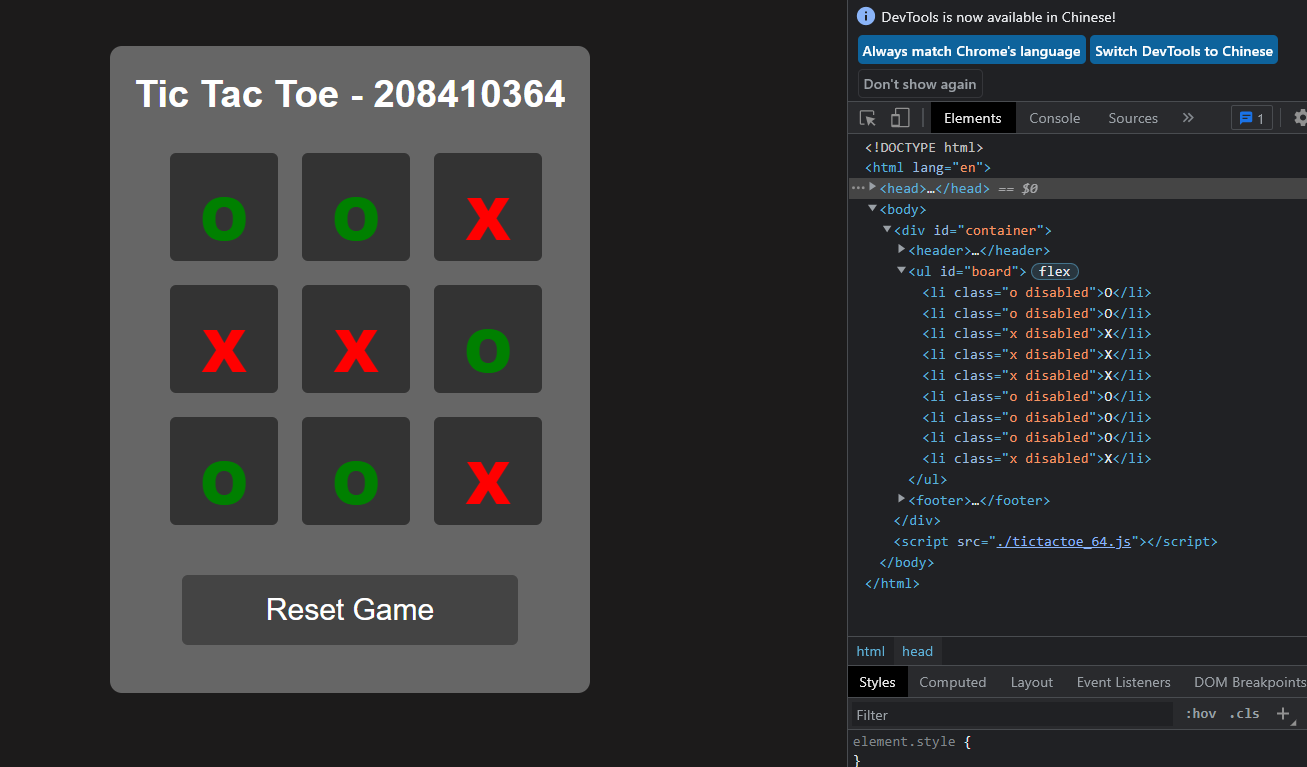 Tic Tac Toe - 208410364
o o x
x x o
o o x
Reset Game
DevTools is now available in Chinese!
Always match Chrome's language Switch DevTools to Chinese
Don't show again
Elements Console Sources » 1
<!DOCTYPE html>
<html lang="en">
<head>…</head> == $0
<body>
<div id="container">
<header>…</header>
<ul id="board"> flex
<li class="o disabled">O</li>
<li class="o disabled">O</li>
<li class="x disabled">X</li>
<li class="x disabled">X</li>
<li class="x disabled">X</li>
<li class="o disabled">O</li>
<li class="o disabled">O</li>
<li class="o disabled">O</li>
<li class="x disabled">X</li>
</ul>
<footer>…</footer>
</div>
<script src="./tictactoe_64.js"></script>
</body>
</html>
html head
Styles Computed Layout Event Listeners DOM Breakpoints
Filter :hov .cls +
element.style {
}